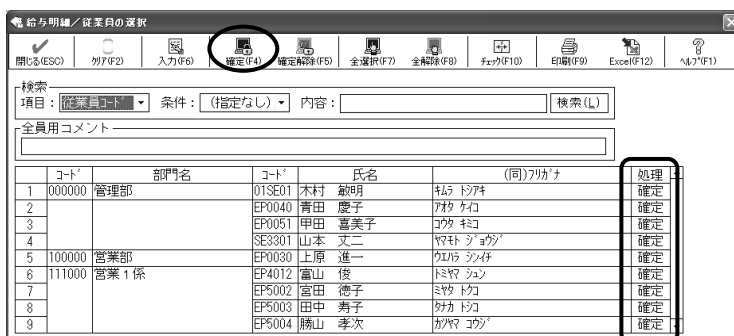 給与明細／従業員の選択
閉じる(ESC) ｸﾘｱ(F2) 入力(F6) 確定(F4) 確定解除(F5) 全選択(F7) 全解除(F8) ﾁｪｯｸ(F10) 印刷(F9) Excel(F12) ﾍﾙﾌﾟ(F1)
検索
項目： 従業員ｺｰﾄﾞ 条件： (指定なし) 内容： 検索(L)
全員用コメント
ｺｰﾄﾞ 部門名 ｺｰﾄﾞ 氏名 (同)ﾌﾘｶﾞﾅ 処理
1 000000 管理部 01SE01 木村 敏明 ｷﾑﾗ ﾄｼｱｷ 確定
2 EP0040 青田 慶子 ｱｵﾀ ｹｲｺ 確定
3 EP0051 甲田 喜美子 ｺｳﾀ ｷﾐｺ 確定
4 SE3301 山本 丈二 ﾔﾏﾓﾄ ｼﾞｮｳｼﾞ 確定
5 100000 営業部 EP0030 上原 進一 ｳｴﾊﾗ ｼﾝｲﾁ 確定
6 111000 営業１係 EP4012 富山 俊 ﾄﾐﾔﾏ ｼｭﾝ 確定
7 EP5002 宮田 徳子 ﾐﾔﾀ ﾄｸｺ 確定
8 EP5003 田中 寿子 ﾀﾅｶ ﾄｼｺ 確定
9 EP5004 勝山 孝次 ｶﾂﾔﾏ ｺｳｼﾞ 確定